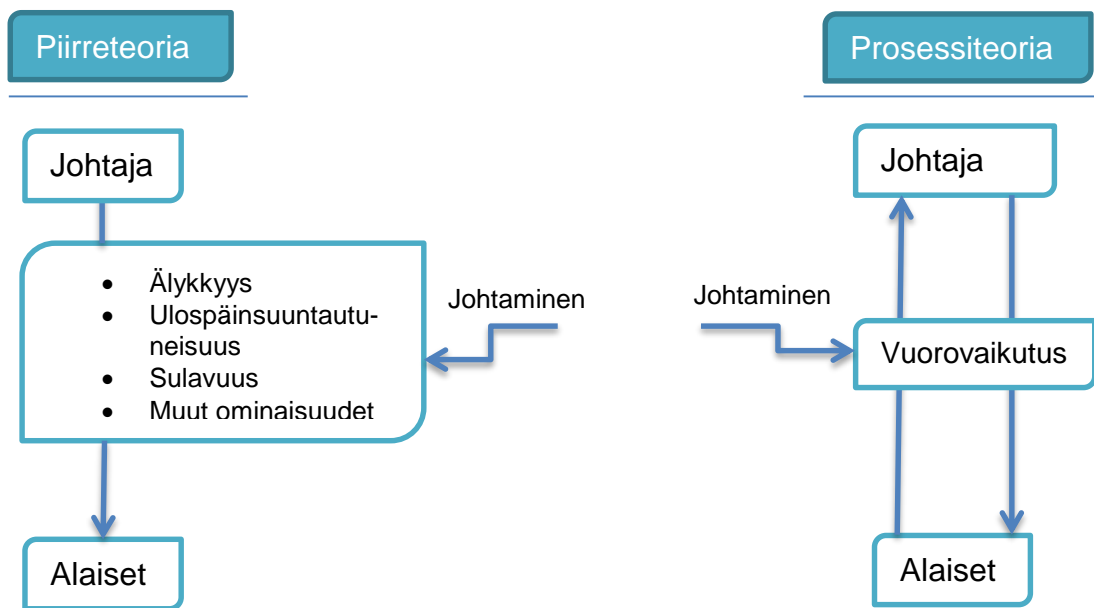 Piirreteoria
Johtaja
• Älykkyys
• Ulospäinsuuntautu-
neisuus
• Sulavuus
• Muut ominaisuudet
Johtaminen
Alaiset
Prosessiteoria
Johtaja
Johtaminen
Vuorovaikutus
Alaiset